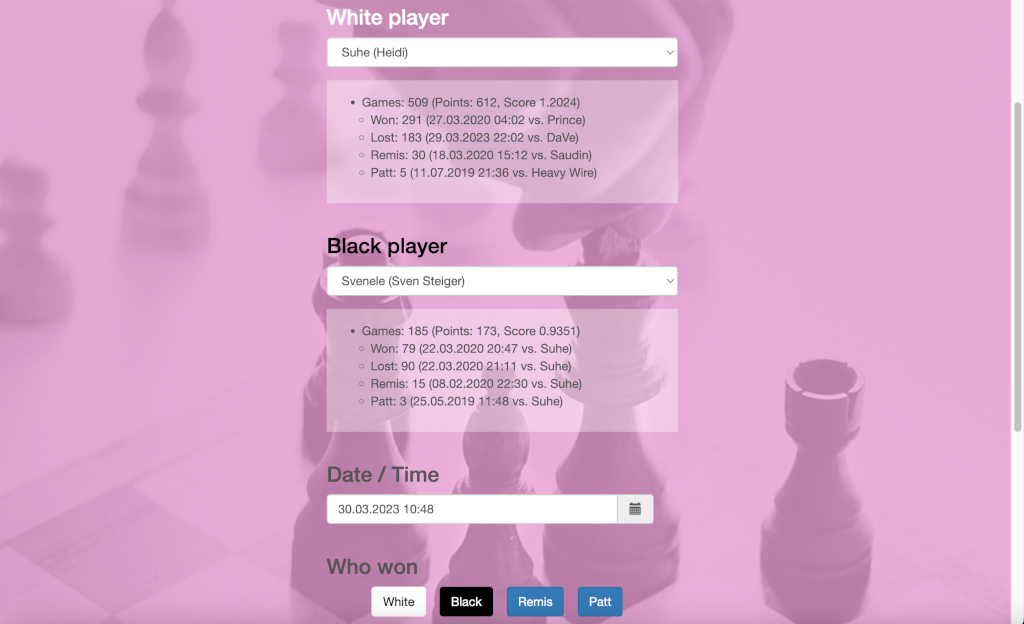 White player
Suhe (Heidi)
Games: 509 (Points: 612, Score 1.2024)
Won: 291 (27.03.2020 04:02 vs. Prince)
Lost: 183 (29.03.2023 22:02 vs. DaVe)
Remis: 30 (18.03.2020 15:12 vs. Saudin)
Patt: 5 (11.07.2019 21:36 vs. Heavy Wire)
Black player
Svenele (Sven Steiger)
Games: 185 (Points: 173, Score 0.9351)
Won: 79 (22.03.2020 20:47 vs. Suhe)
Lost: 90 (22.03.2020 21:11 vs. Suhe)
Remis: 15 (08.02.2020 22:30 vs. Suhe)
Patt: 3 (25.05.2019 11:48 vs. Suhe)
Date / Time
30.03.2023 10:48
Who won
White Black Remis Patt